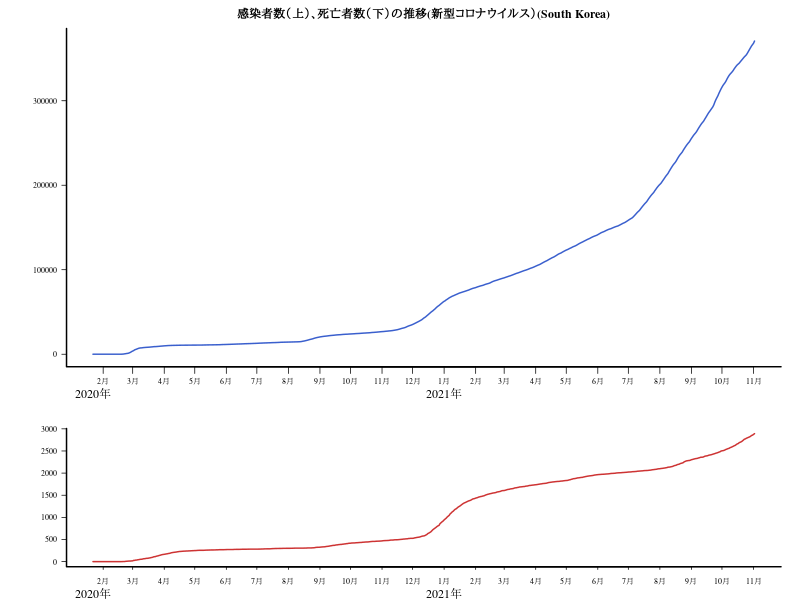 感染者数(上)、死亡者数(下)の推移(新型コロナウイルス)(South Korea)
300000
200000
100000
0
2月 3月 4月 5月 6月 7月 8月 9月 10月 11月 12月 1月 2月 3月 4月 5月 6月 7月 8月 9月 10月 11月
2020年 2021年
3000
2500
2000
1500
1000
500
0
2月 3月 4月 5月 6月 7月 8月 9月 10月 11月 12月 1月 2月 3月 4月 5月 6月 7月 8月 9月 10月 11月
2020年 2021年